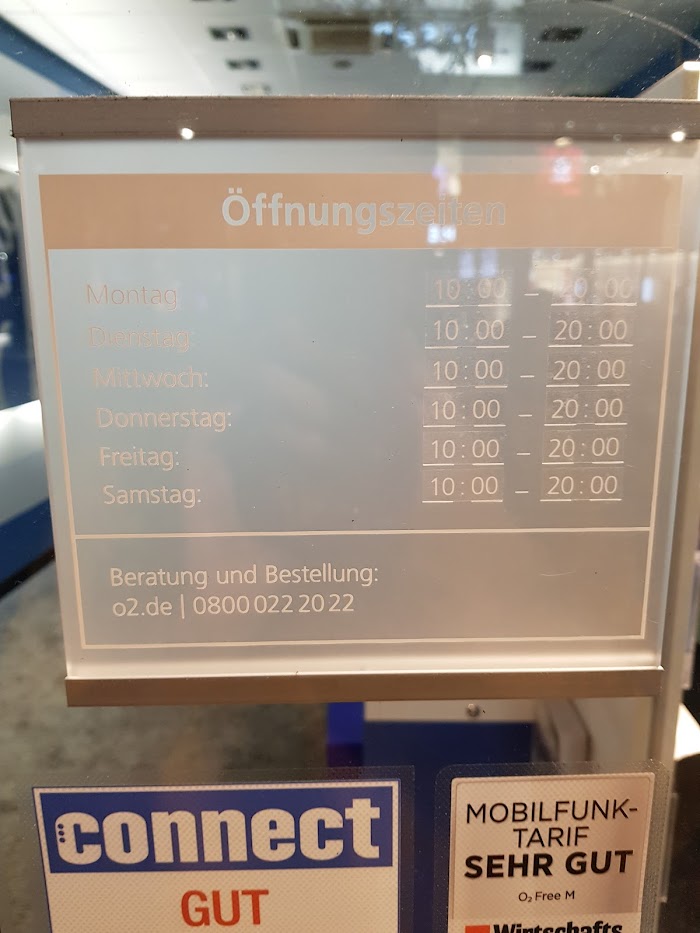 Öffnungszeiten
Montag 10:00 – 20:00
Dienstag: 10:00 – 20:00
Mittwoch: 10:00 – 20:00
Donnerstag: 10:00 – 20:00
Freitag: 10:00 – 20:00
Samstag: 10:00 – 20:00
Beratung und Bestellung:
o2.de | 0800 022 20 22
connect
GUT
MOBILFUNK-
TARIF
SEHR GUT
O₂ Free M
Wirtschafts